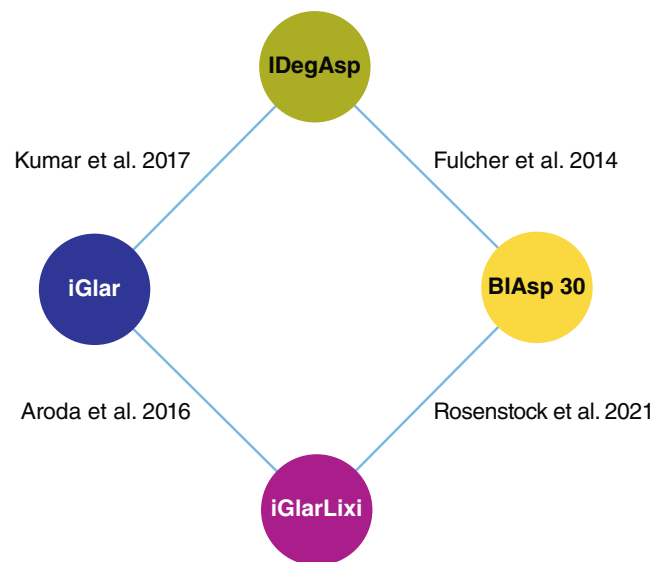 IDegAsp
Kumar et al. 2017
Fulcher et al. 2014
iGlar
BIAsp 30
Aroda et al. 2016
Rosenstock et al. 2021
iGlarLixi